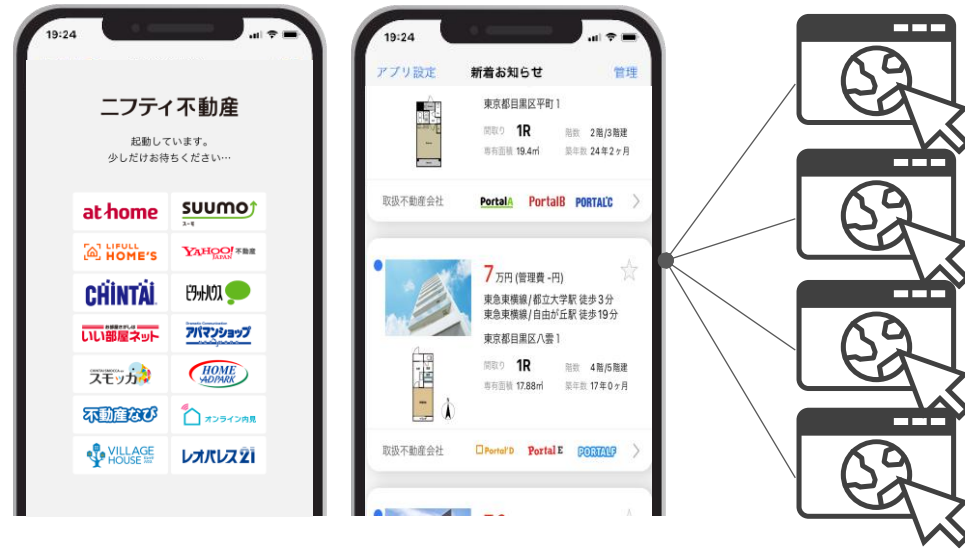 19:24
ニフティ不動産
起動しています。
少しだけお待ちください…
at home
SUUMO
スーモ
LIFULL HOME'S
YAHOO! JAPAN 不動産
CHINTAI
ピタットハウス
いい部屋ネット
アパマンショップ
スモッカ
HOME ADPARK
不動産なび
オンライン内見
VILLAGE HOUSE
レオパレス21
19:24
アプリ設定 新着お知らせ 管理
東京都目黒区平町1
間取り 1R 階数 2階/3階建
専有面積 19.4㎡ 築年数 24年2ヶ月
取扱不動産会社 PortalA PortalB PORTAL'C
7万円 (管理費 -円)
東急東横線/都立大学駅 徒歩3分
東急東横線/自由が丘駅 徒歩19分
東京都目黒区八雲1
間取り 1R 階数 4階/5階建
専有面積 17.88㎡ 築年数 17年0ヶ月
取扱不動産会社 Portal'D Portal E PORTALF